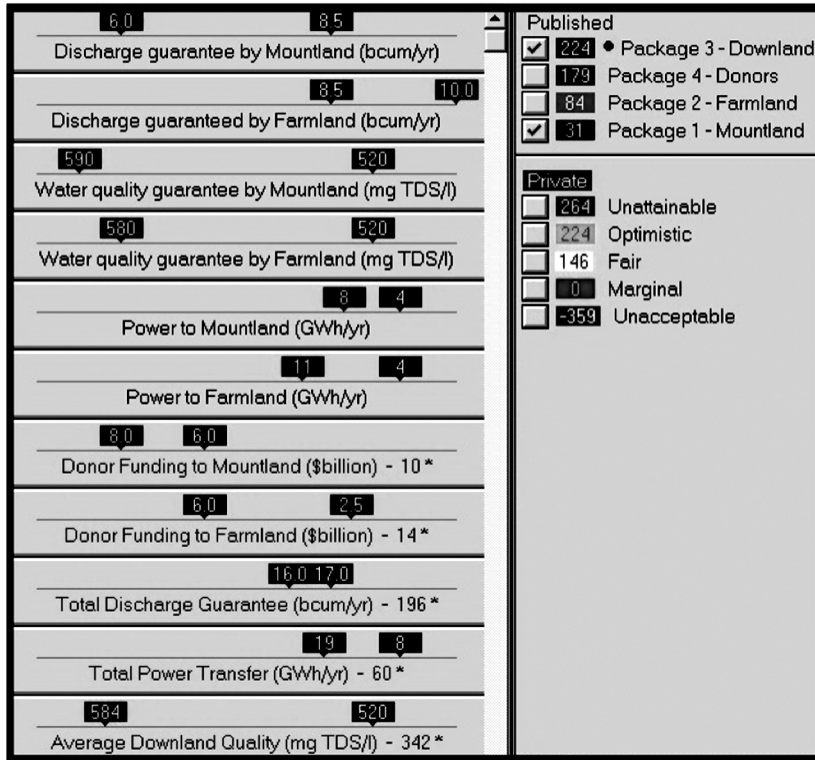 6.0 8.5
Discharge guarantee by Mountland (bcum/yr)
8.5 10.0
Discharge guaranteed by Farmland (bcum/yr)
590 520
Water quality guarantee by Mountland (mg TDS/l)
580 520
Water quality guarantee by Farmland (mg TDS/l)
8 4
Power to Mountland (GWh/yr)
11 4
Power to Farmland (GWh/yr)
8.0 6.0
Donor Funding to Mountland ($billion) - 10*
6.0 2.5
Donor Funding to Farmland ($billion) - 14*
16.0 17.0
Total Discharge Guarantee (bcum/yr) - 196*
19 8
Total Power Transfer (GWh/yr) - 60*
584 520
Average Downland Quality (mg TDS/l) - 342*
Published
224 • Package 3 - Downland
179 Package 4 - Donors
84 Package 2 - Farmland
31 Package 1 - Mountland
Private
264 Unattainable
224 Optimistic
146 Fair
0 Marginal
-359 Unacceptable